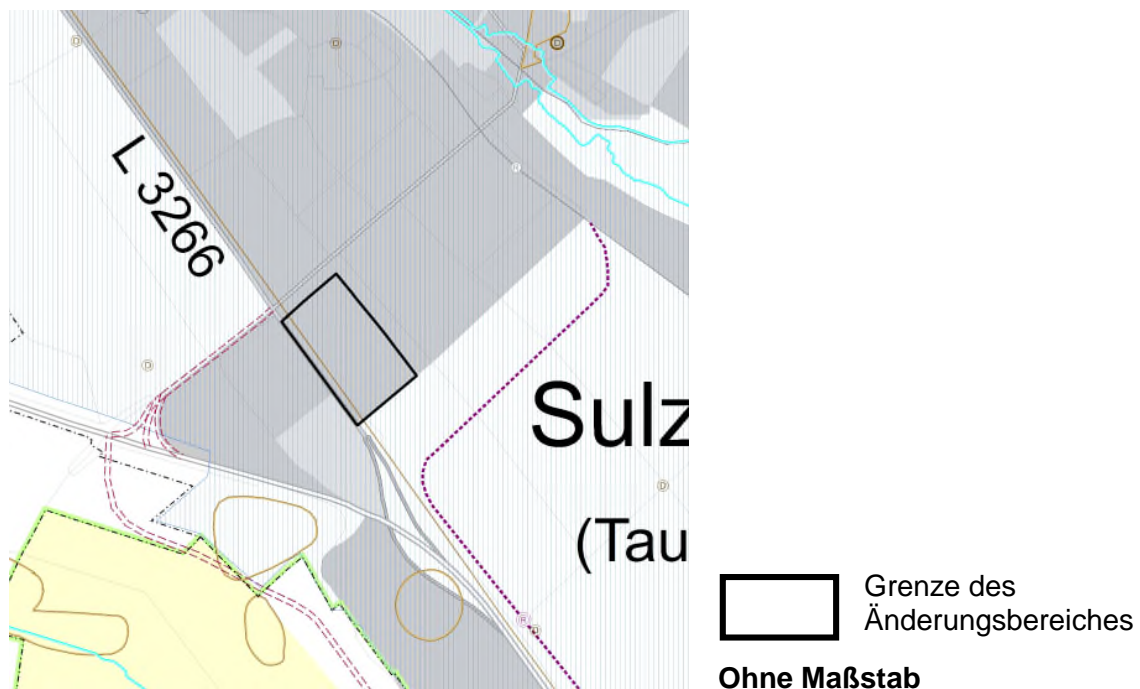 L 3266
Sulz
(Tau
D
D
D
R
D
D
R
D
Grenze des
Änderungsbereiches
Ohne Maßstab